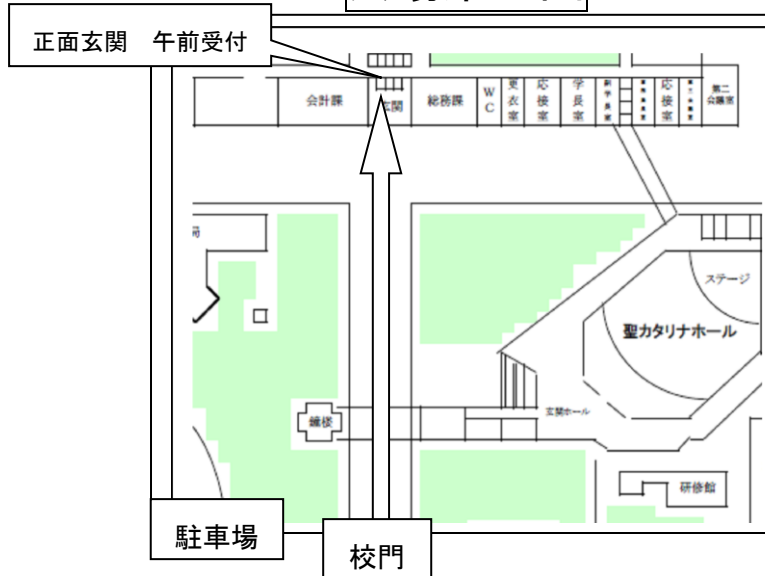 正面玄関　午前受付
会計課
玄関
総務課
WC
更衣室
応接室
学長室
副学長室
応接室
第二会議室
局
ステージ
聖カタリナホール
玄関ホール
鐘楼
研修館
駐車場
校門